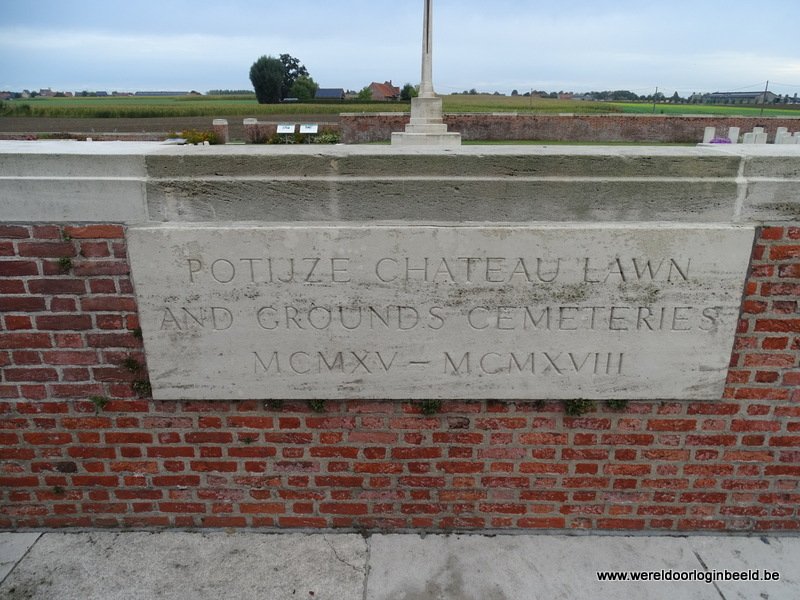 POTIJZE CHATEAU LAWN
AND GROUNDS CEMETERIES
MCMXV – MCMXVIII
www.wereldoorloginbeeld.be